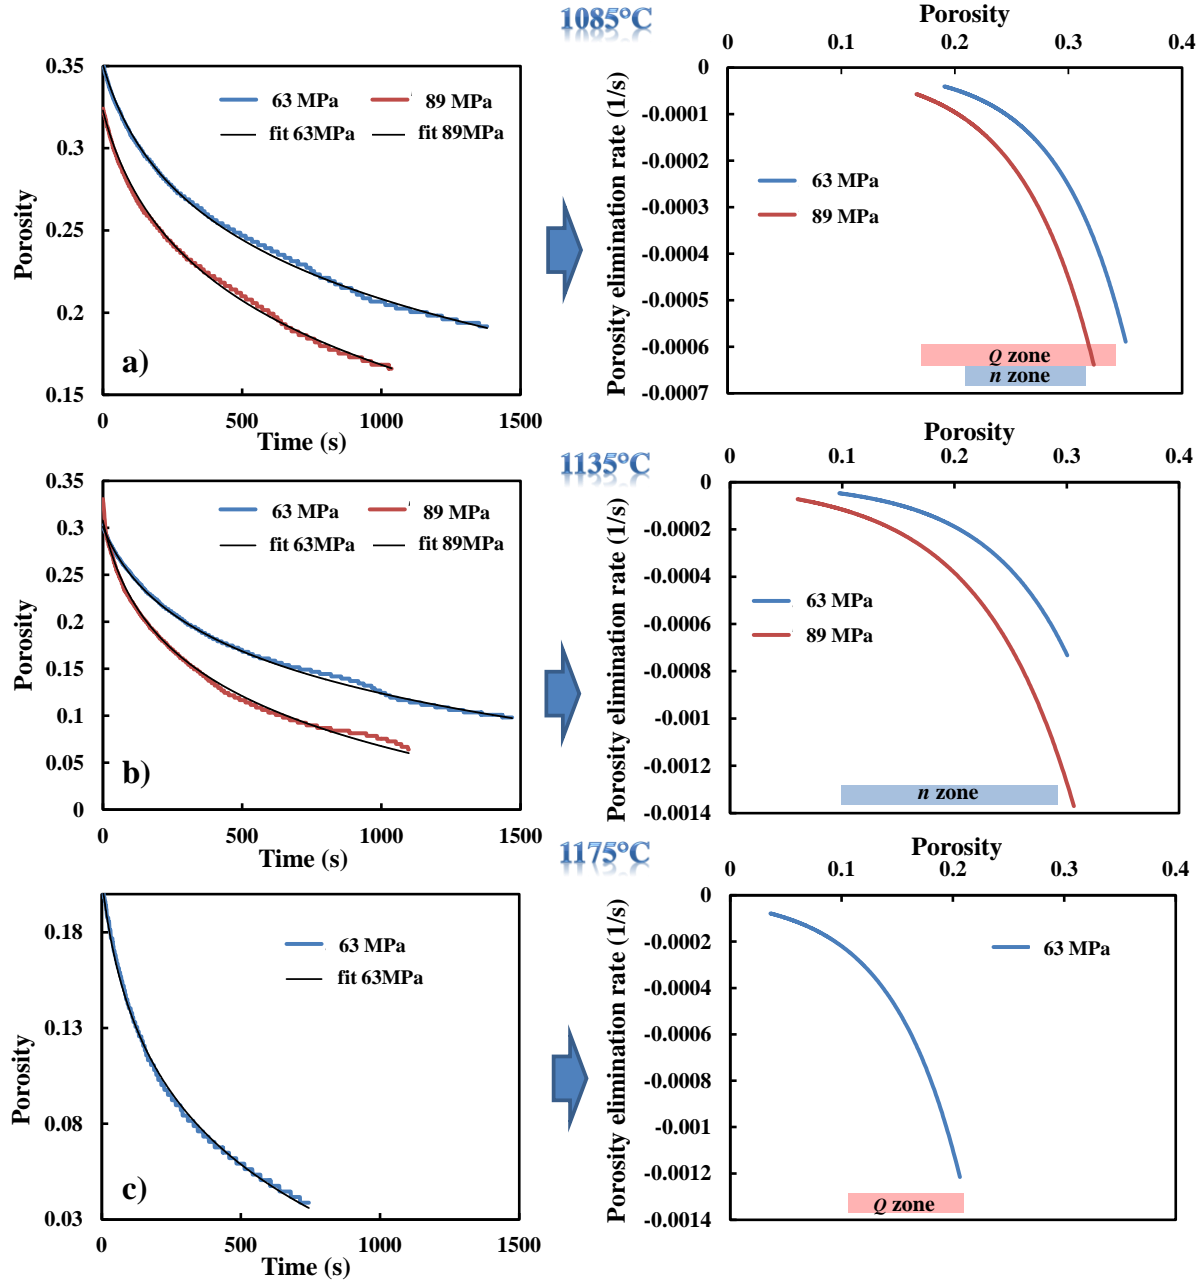 1085°C
0.35
0.3
0.25
0.2
0.15
Porosity
63 MPa
89 MPa
fit 63MPa
fit 89MPa
a)
0
500
1000
1500
Time (s)
Porosity
0
0.1
0.2
0.3
0.4
0
-0.0001
-0.0002
-0.0003
-0.0004
-0.0005
-0.0006
-0.0007
Porosity elimination rate (1/s)
63 MPa
89 MPa
Q zone
n zone
1135°C
0.35
0.3
0.25
0.2
0.15
0.1
0.05
0
Porosity
63 MPa
89 MPa
fit 63MPa
fit 89MPa
b)
0
500
1000
1500
Time (s)
Porosity
0
0.1
0.2
0.3
0.4
0
-0.0002
-0.0004
-0.0006
-0.0008
-0.001
-0.0012
-0.0014
Porosity elimination rate (1/s)
63 MPa
89 MPa
n zone
1175°C
0.18
0.13
0.08
0.03
Porosity
63 MPa
fit 63MPa
c)
0
500
1000
1500
Time (s)
Porosity
0
0.1
0.2
0.3
0.4
0
-0.0002
-0.0004
-0.0006
-0.0008
-0.001
-0.0012
-0.0014
Porosity elimination rate (1/s)
63 MPa
Q zone